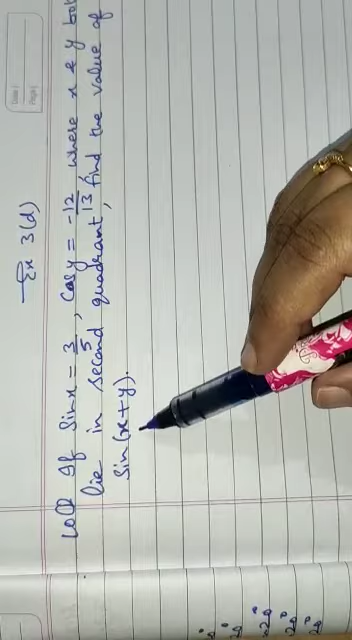 Ex 3(d)
10Q If Sin x = 3/5, Cos y = -12/13, where x & y both
lie in second quadrant, find the value of
Sin(x+y).